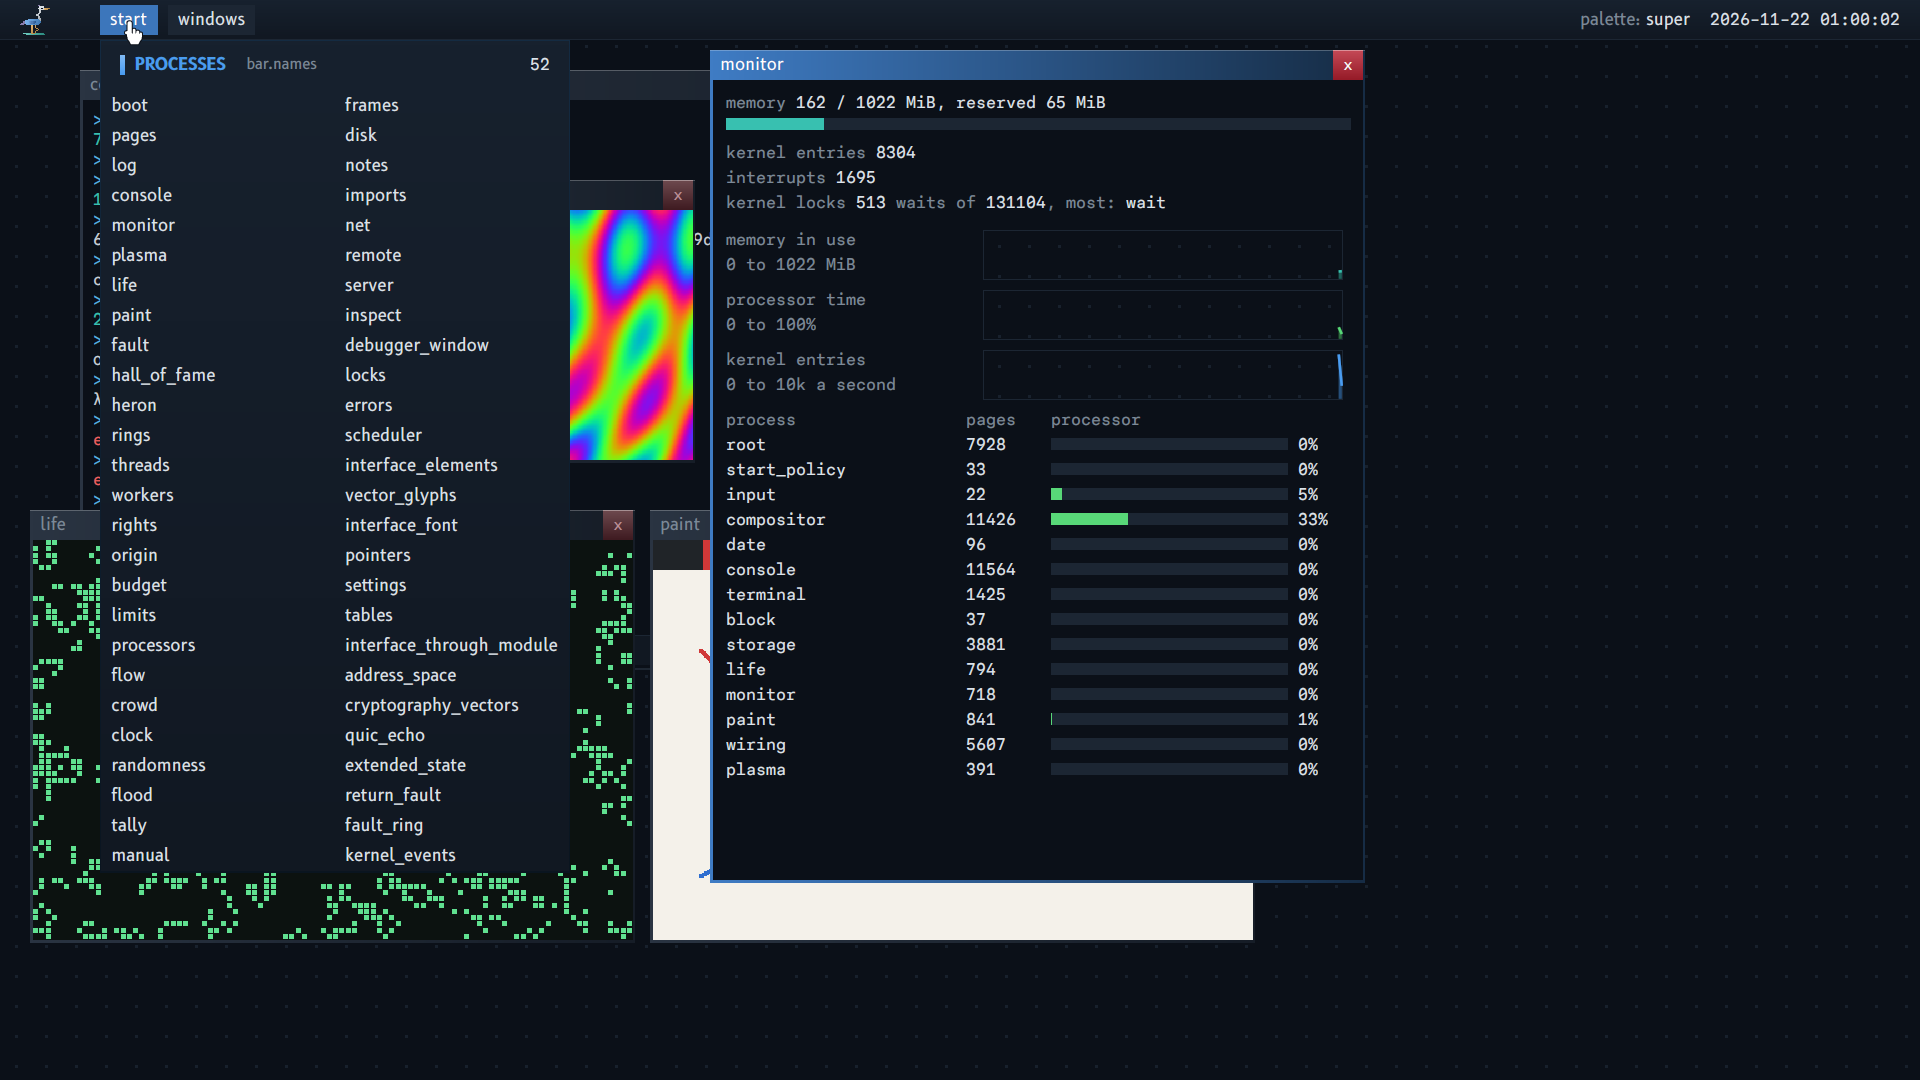 start windows palette: super 2026-11-22 01:00:02
PROCESSES bar.names 52
boot frames
pages disk
log notes
console imports
monitor net
plasma remote
life server
paint inspect
fault debugger_window
hall_of_fame locks
heron errors
rings scheduler
threads interface_elements
workers vector_glyphs
rights interface_font
origin pointers
budget settings
limits tables
processors interface_through_module
flow address_space
crowd cryptography_vectors
clock quic_echo
randomness extended_state
flood return_fault
tally fault_ring
manual kernel_events
x
life x
paint
monitor x
memory 162 / 1022 MiB, reserved 65 MiB
kernel entries 8304
interrupts 1695
kernel locks 513 waits of 131104, most: wait
memory in use
0 to 1022 MiB
processor time
0 to 100%
kernel entries
0 to 10k a second
process pages processor
root 7928 0%
start_policy 33 0%
input 22 5%
compositor 11426 33%
date 96 0%
console 11564 0%
terminal 1425 0%
block 37 0%
storage 3881 0%
life 794 0%
monitor 718 0%
paint 841 1%
wiring 5607 0%
plasma 391 0%